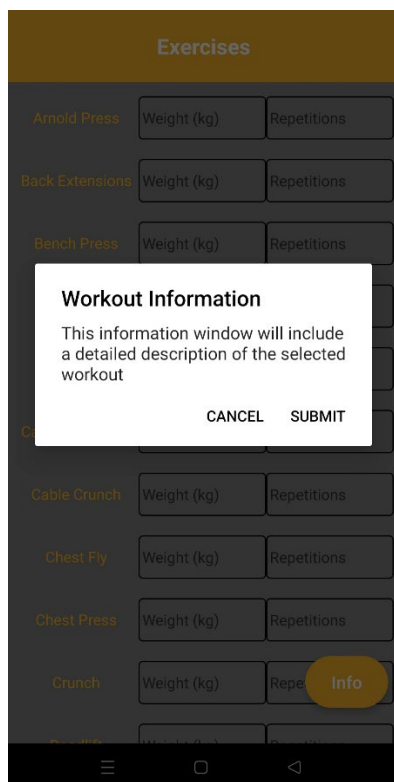 Exercises
Arnold Press Weight (kg) Repetitions
Back Extensions Weight (kg) Repetitions
Bench Press Weight (kg) Repetitions
Workout Information
This information window will include
a detailed description of the selected
workout
CANCEL SUBMIT
Cable Crunch Weight (kg) Repetitions
Chest Fly Weight (kg) Repetitions
Chest Press Weight (kg) Repetitions
Crunch Weight (kg) Repe Info